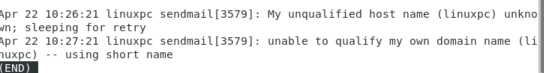 Apr 22 10:26:21 linuxpc sendmail[3579]: My unqualified host name (linuxpc) unkno
wn; sleeping for retry
Apr 22 10:27:21 linuxpc sendmail[3579]: unable to qualify my own domain name (li
nuxpc) -- using short name
(END)